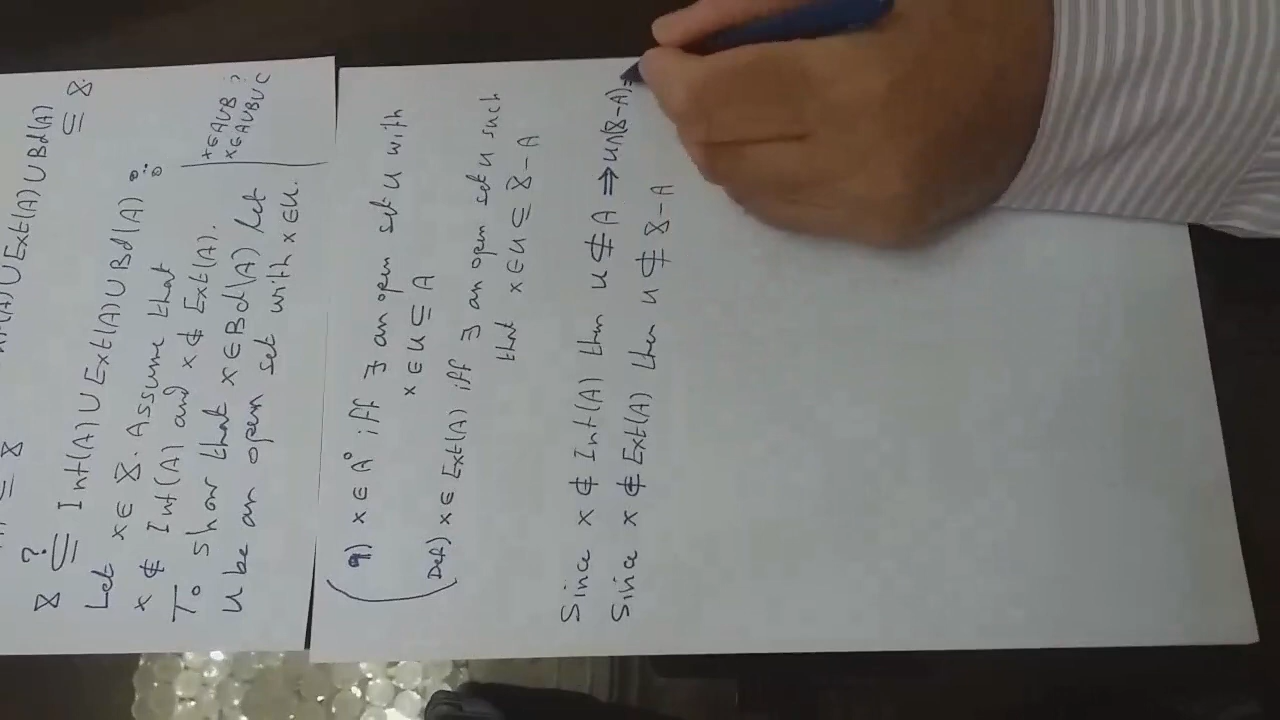 ∪ Ext(A) ∪ Bd(A)
⊆ X.
⊆ X
X ⊆? Int(A) ∪ Ext(A) ∪ Bd(A) ?
Let x ∈ X. Assume that
x ∉ Int(A) and x ∉ Ext(A).
To show that x ∈ Bd(A) let
U be an open set with x ∈ U.
x ∈ A∪B ?
x ∈ A∪B∪C
9) x ∈ A° iff ∃ an open set U with
x ∈ U ⊆ A
Def) x ∈ Ext(A) iff ∃ an open set U such
that x ∈ U ⊆ X-A
Since x ∉ Int(A) then U ⊄ A ⇒ U∩(X-A)=
Since x ∉ Ext(A) then U ⊄ X-A